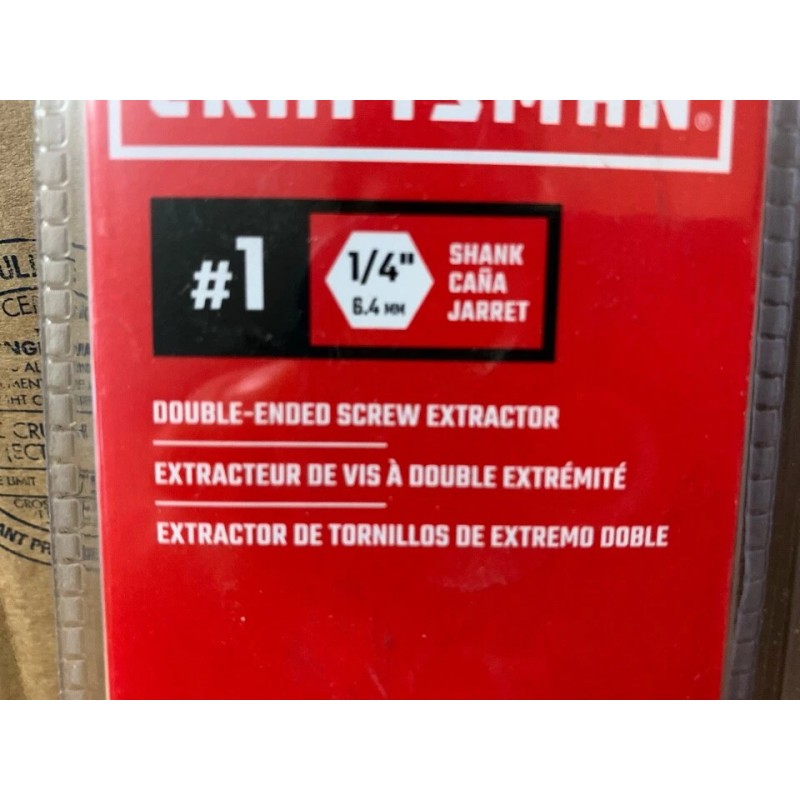 CRAFTSMAN®
#1
1/4"
6.4 MM
SHANK
CAÑA
JARRET
DOUBLE-ENDED SCREW EXTRACTOR
EXTRACTEUR DE VIS À DOUBLE EXTRÉMITÉ
EXTRACTOR DE TORNILLOS DE EXTREMO DOBLE